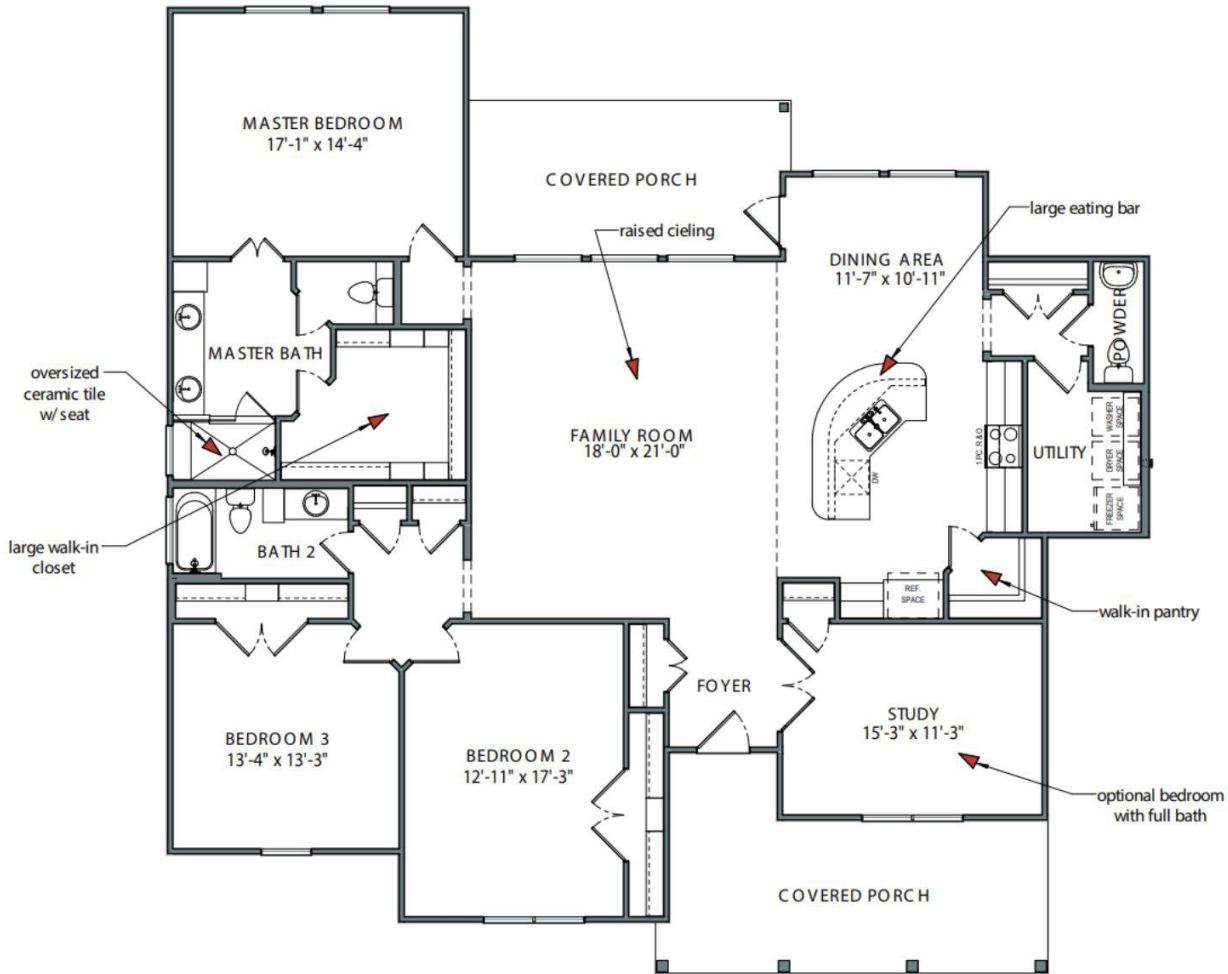 MASTER BEDROOM
17'-1" x 14'-4"
COVERED PORCH
raised cieling
large eating bar
DINING AREA
11'-7" x 10'-11"
POWDER
MASTER BATH
oversized
ceramic tile
w/ seat
FAMILY ROOM
18'-0" x 21'-0"
1 PC R&O
DW
UTILITY
WASHER
SPACE
DRYER
SPACE
FREEZER
SPACE
large walk-in
closet
BATH 2
REF.
SPACE
walk-in pantry
FOYER
STUDY
15'-3" x 11'-3"
BEDROOM 3
13'-4" x 13'-3"
BEDROOM 2
12'-11" x 17'-3"
optional bedroom
with full bath
COVERED PORCH